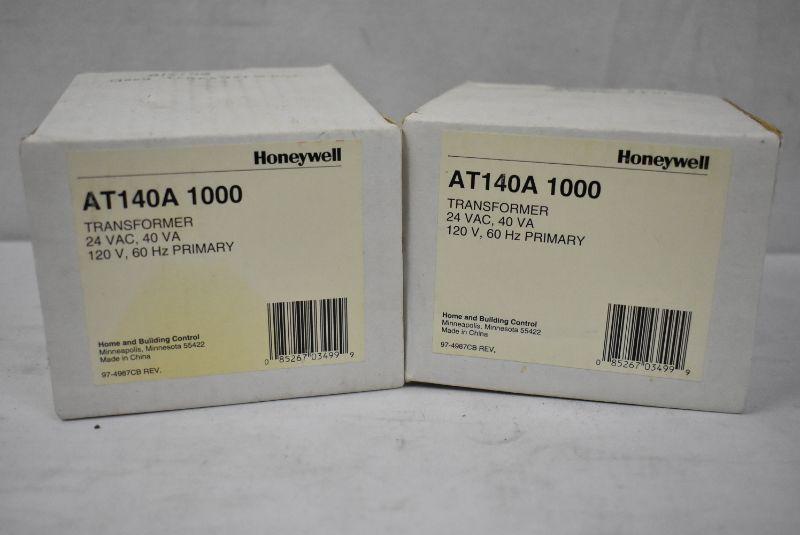 Honeywell
AT140A 1000
TRANSFORMER
24 VAC, 40 VA
120 V, 60 Hz PRIMARY
Home and Building Control
Minneapolis, Minnesota 55422
Made in China
97-4987CB REV.
0 85267 03499 9
Honeywell
AT140A 1000
TRANSFORMER
24 VAC, 40 VA
120 V, 60 Hz PRIMARY
Home and Building Control
Minneapolis, Minnesota 55422
Made in China
97-4987CB REV.
0 85267 03499 9